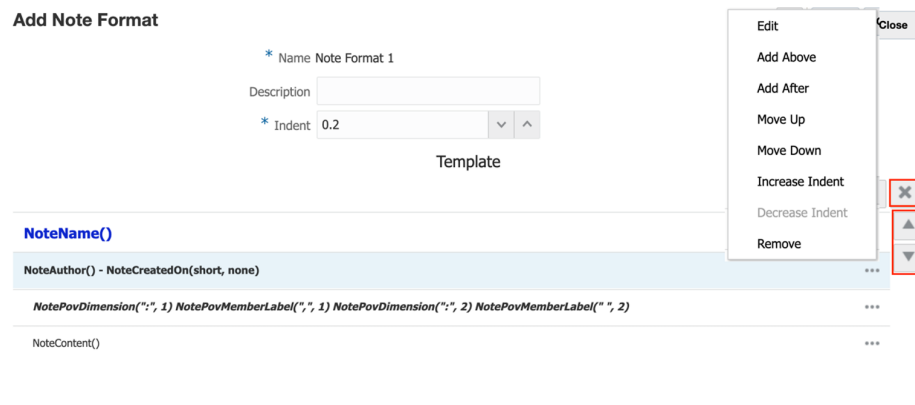 Add Note Format
Close
* Name Note Format 1
Description
* Indent 0.2
Template
Edit
Add Above
Add After
Move Up
Move Down
Increase Indent
Decrease Indent
Remove
NoteName()
NoteAuthor() - NoteCreatedOn(short, none)
NotePovDimension(":", 1) NotePovMemberLabel(",", 1) NotePovDimension(":", 2) NotePovMemberLabel(" ", 2)
NoteContent()